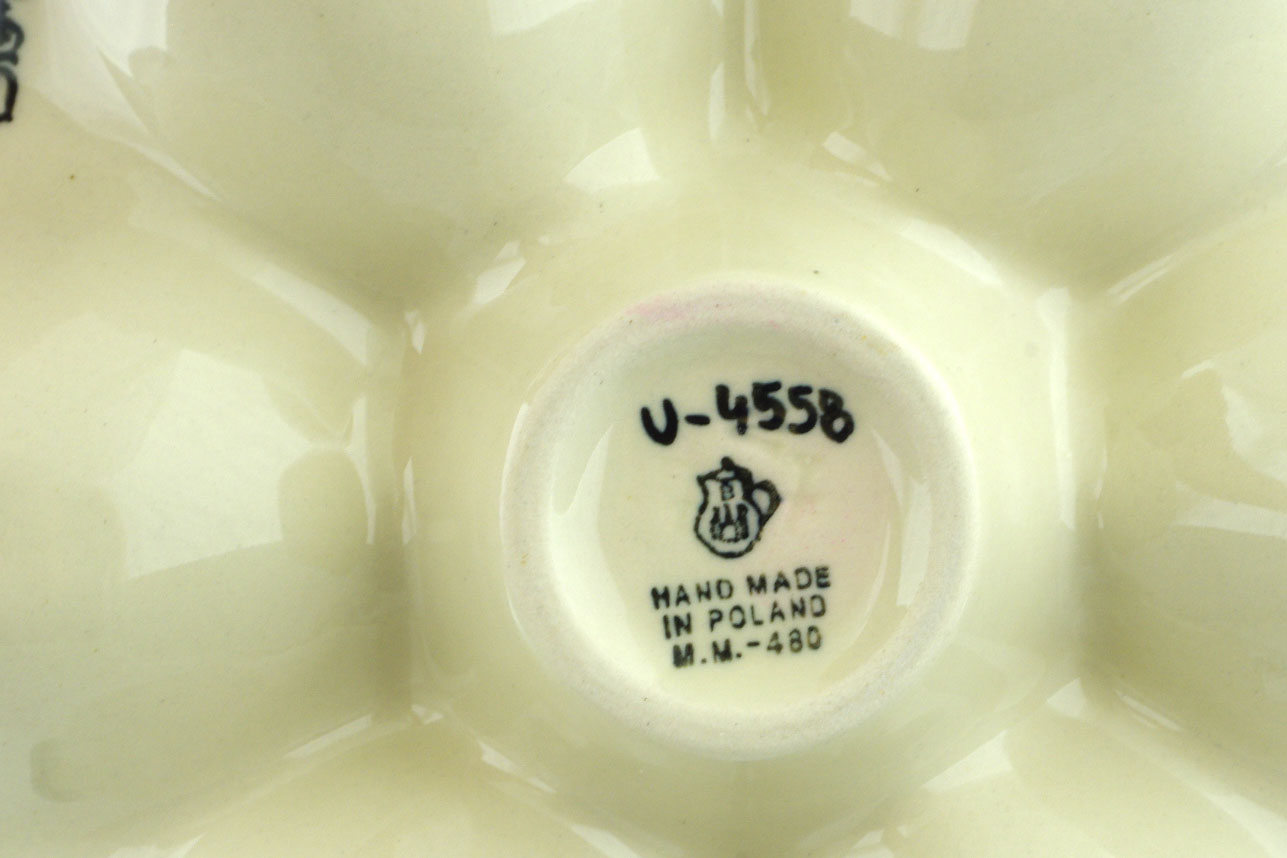 U-4558
B
HAND MADE
IN POLAND
M.M.-480